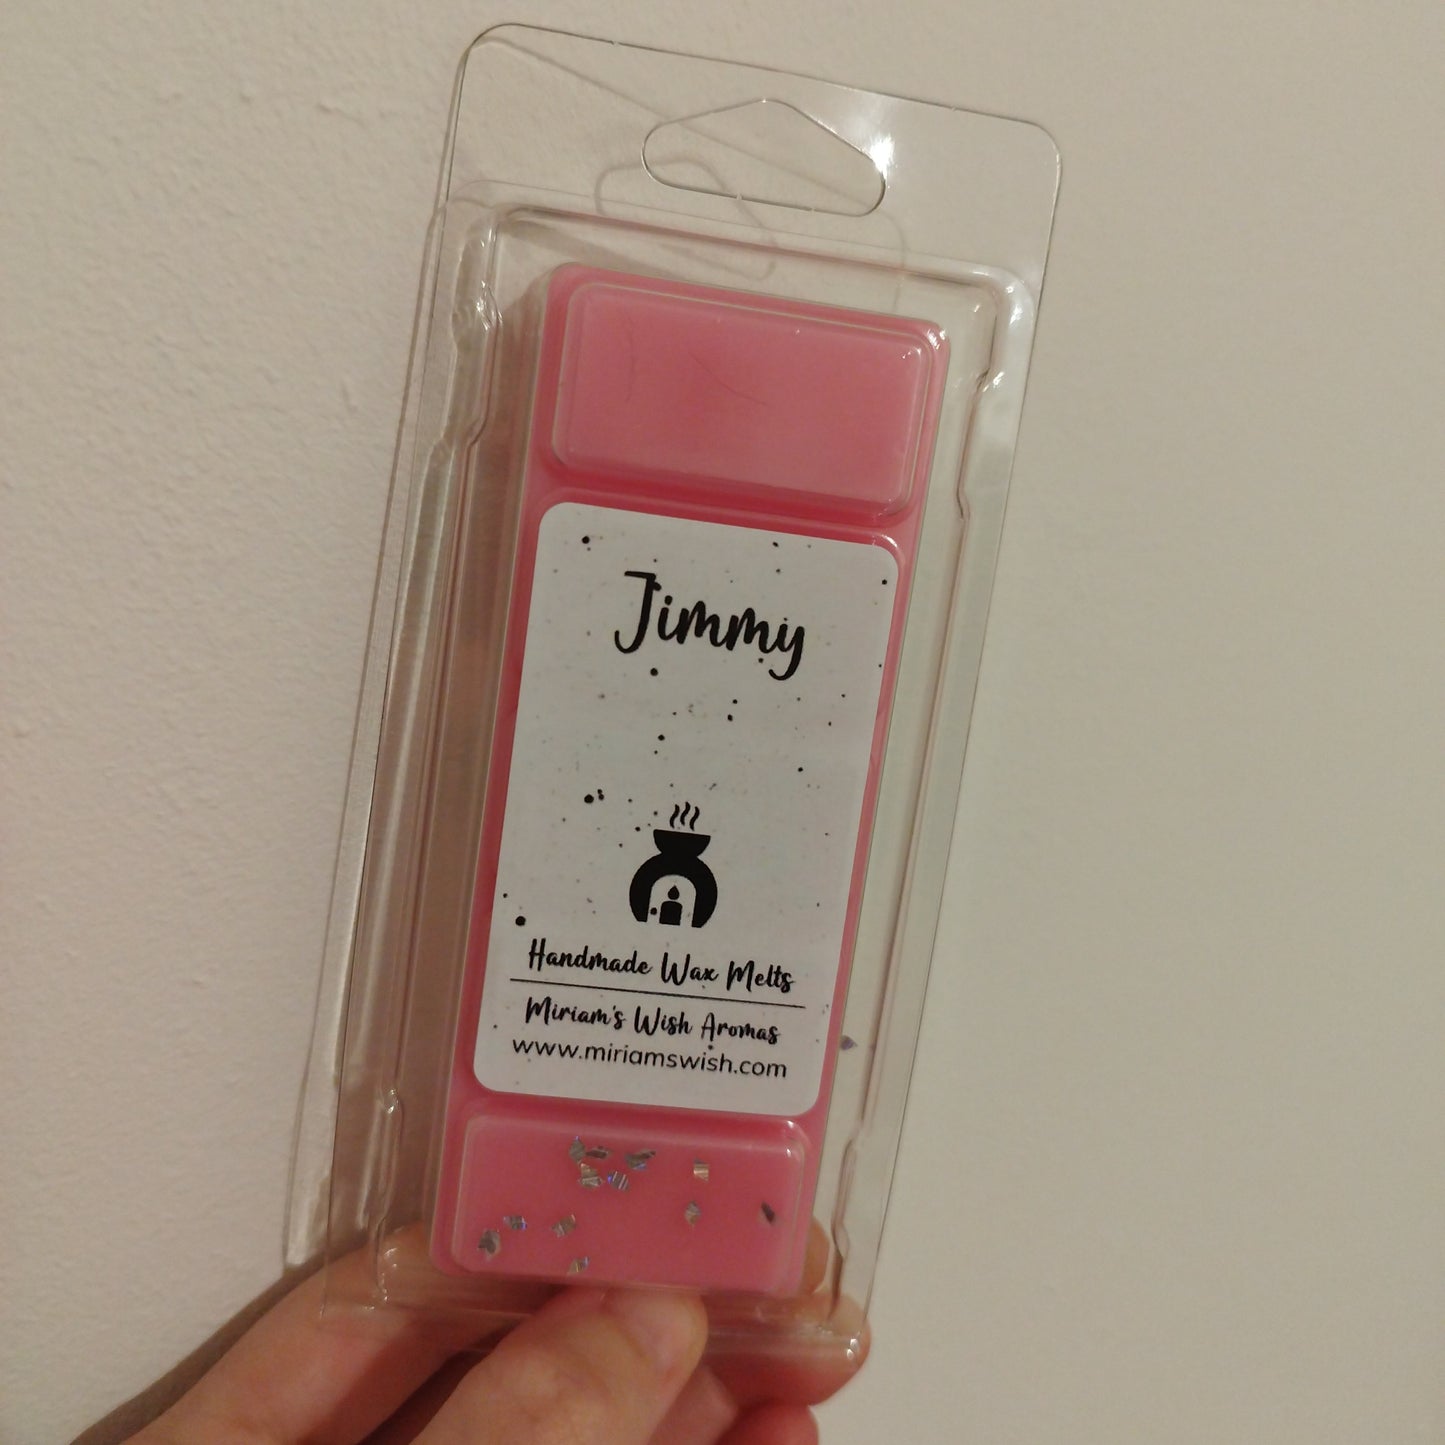 Jimmy
Handmade Wax Melts
Miriam's Wish Aromas
www.miriamswish.com